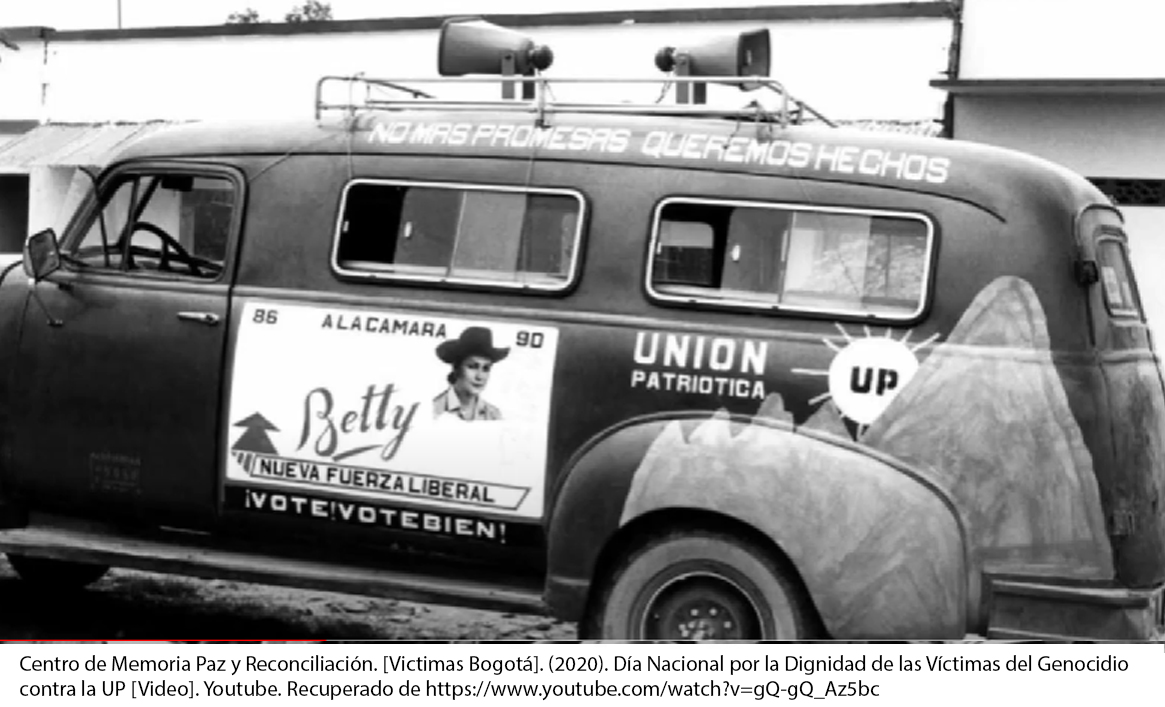 NO MAS PROMESAS QUEREMOS HECHOS
86 A LA CAMARA 90
Betty
NUEVA FUERZA LIBERAL
¡VOTE!VOTE BIEN!
UNION
PATRIOTICA
UP
Centro de Memoria Paz y Reconciliación. [Victimas Bogotá]. (2020). Día Nacional por la Dignidad de las Víctimas del Genocidio
contra la UP [Video]. Youtube. Recuperado de https://www.youtube.com/watch?v=gQ-gQ_Az5bc